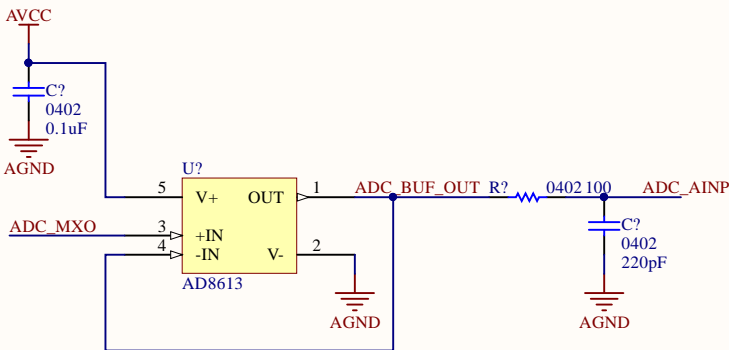 AVCC
C?
0402
0.1uF
AGND
U?
5 V+ OUT 1
ADC_BUF_OUT R? 0402 100 ADC_AINP
ADC_MXO 3 +IN
4 -IN V- 2
AD8613
AGND
C?
0402
220pF
AGND